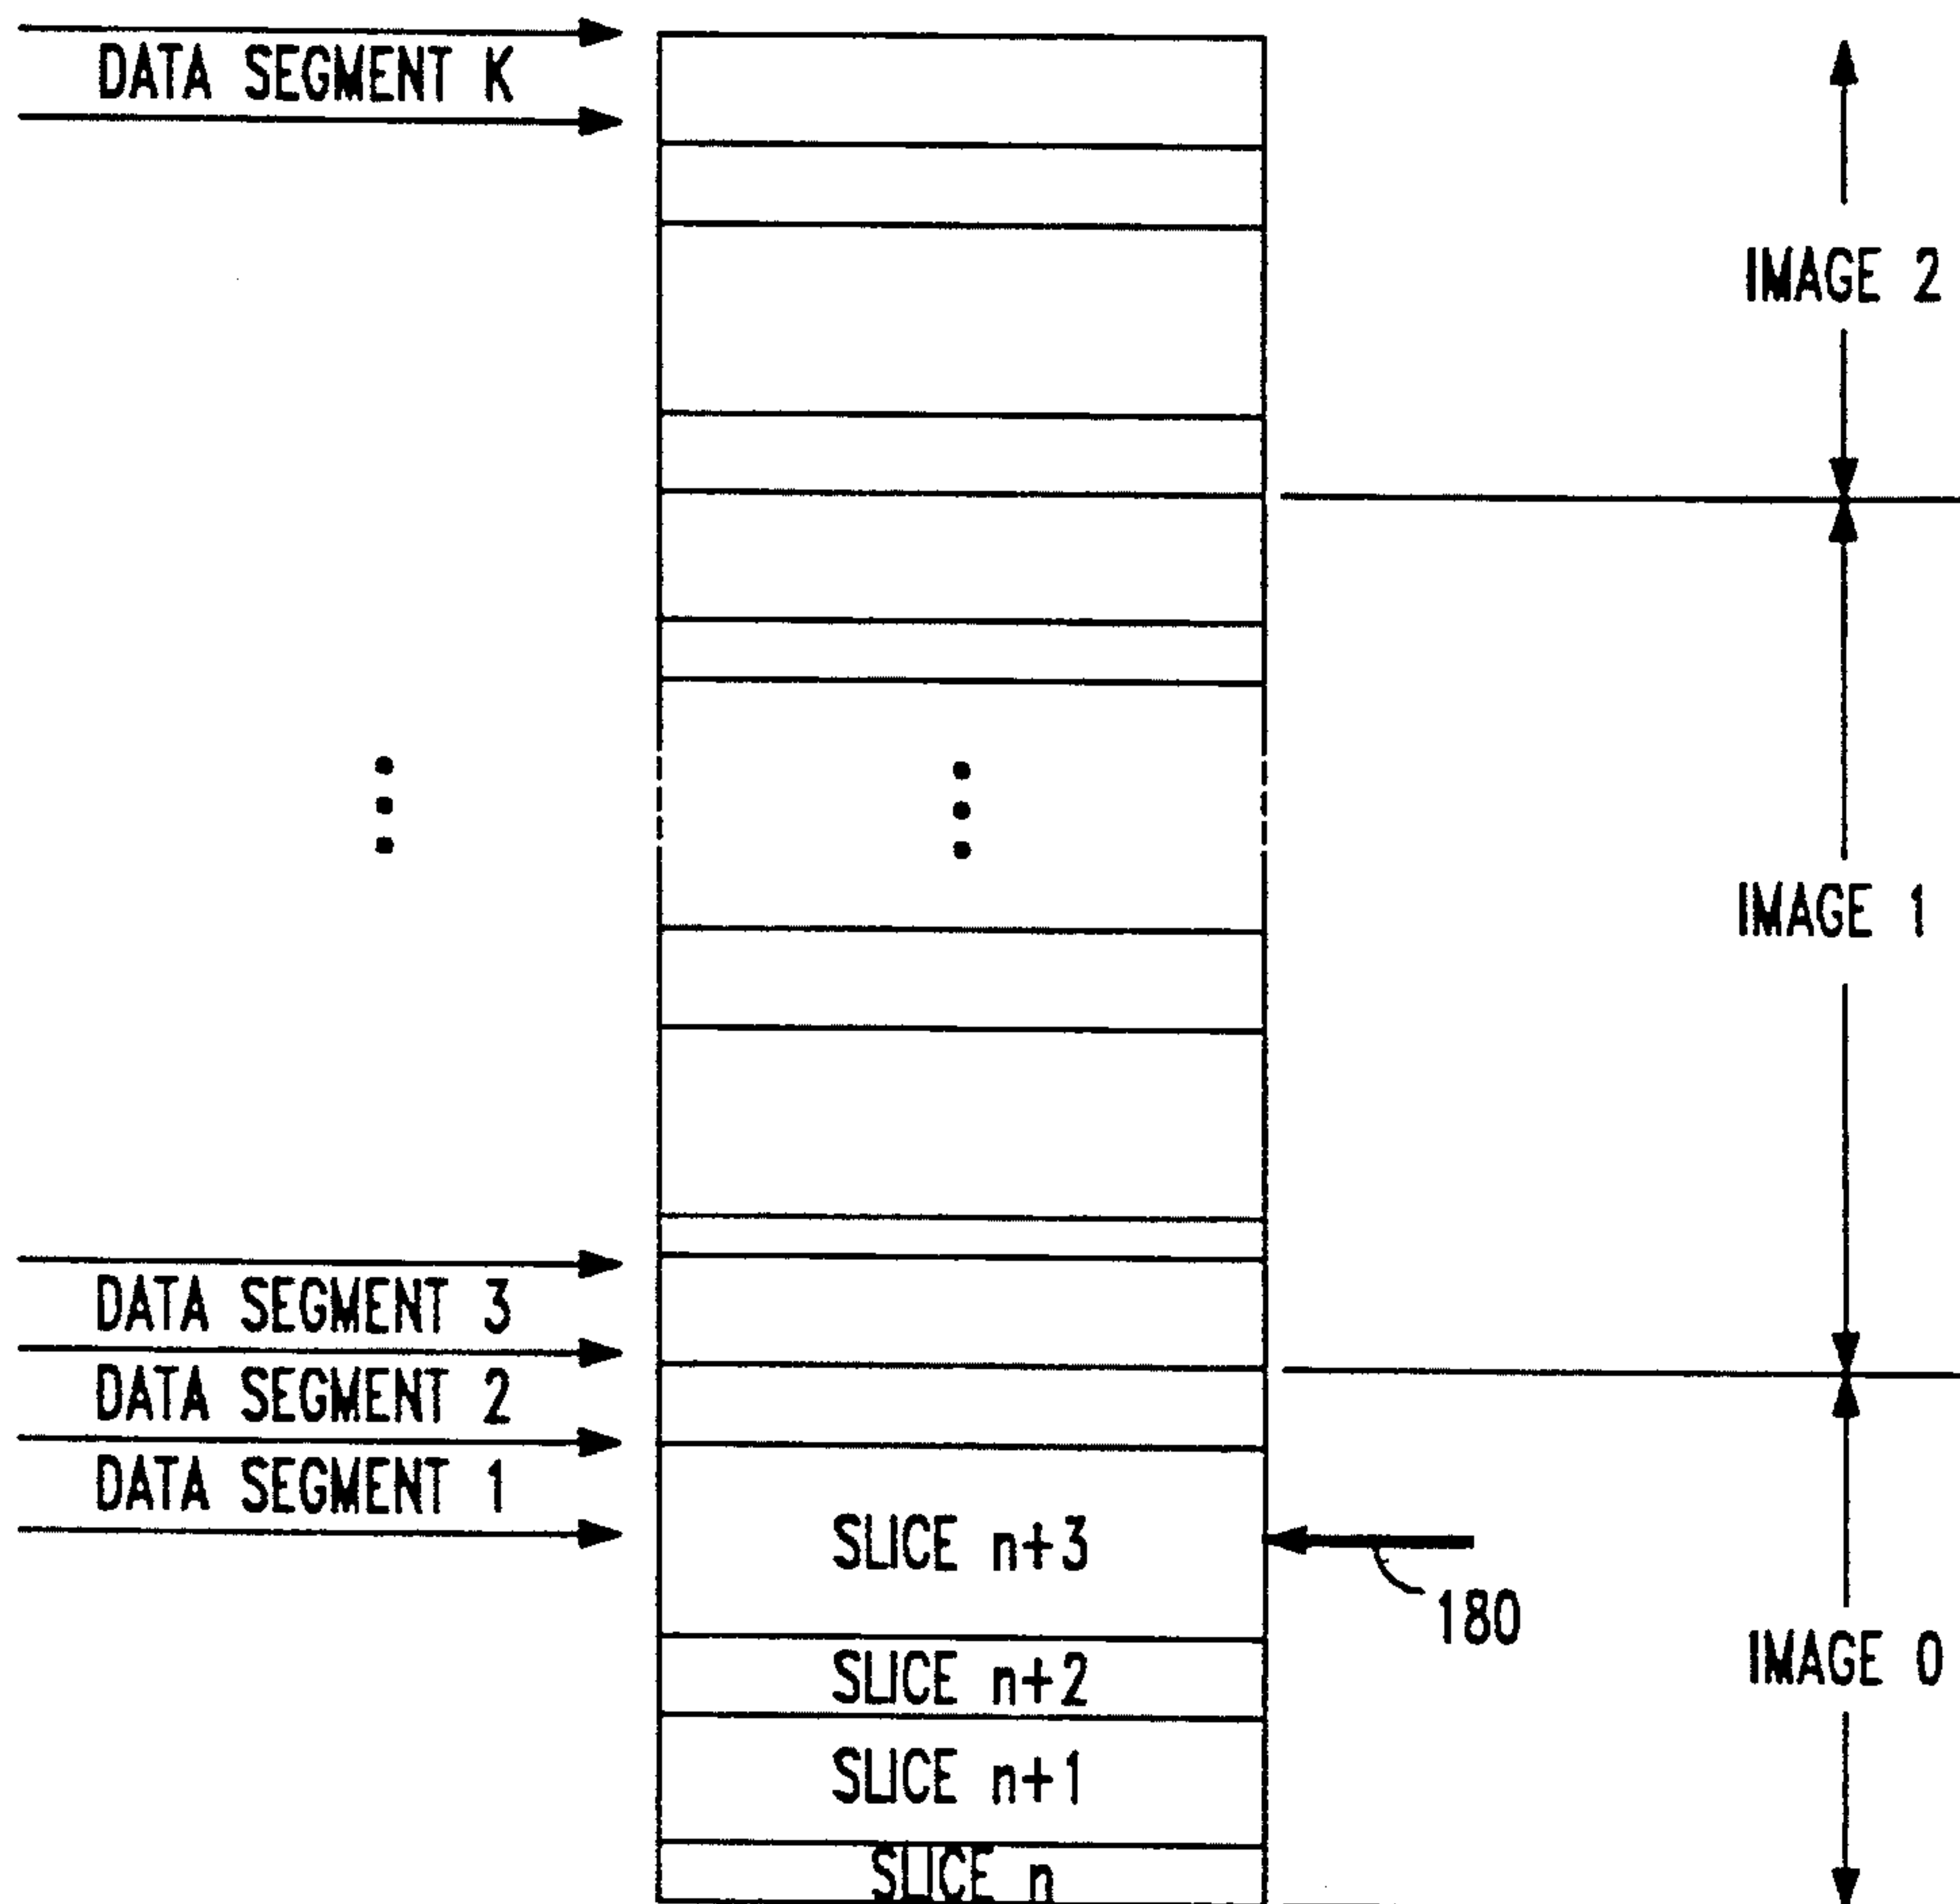 DATA SEGMENT K
IMAGE 2
IMAGE 1
DATA SEGMENT 3
DATA SEGMENT 2
DATA SEGMENT 1
SLICE n+3
180
SLICE n+2
IMAGE 0
SLICE n+1
SLICE n